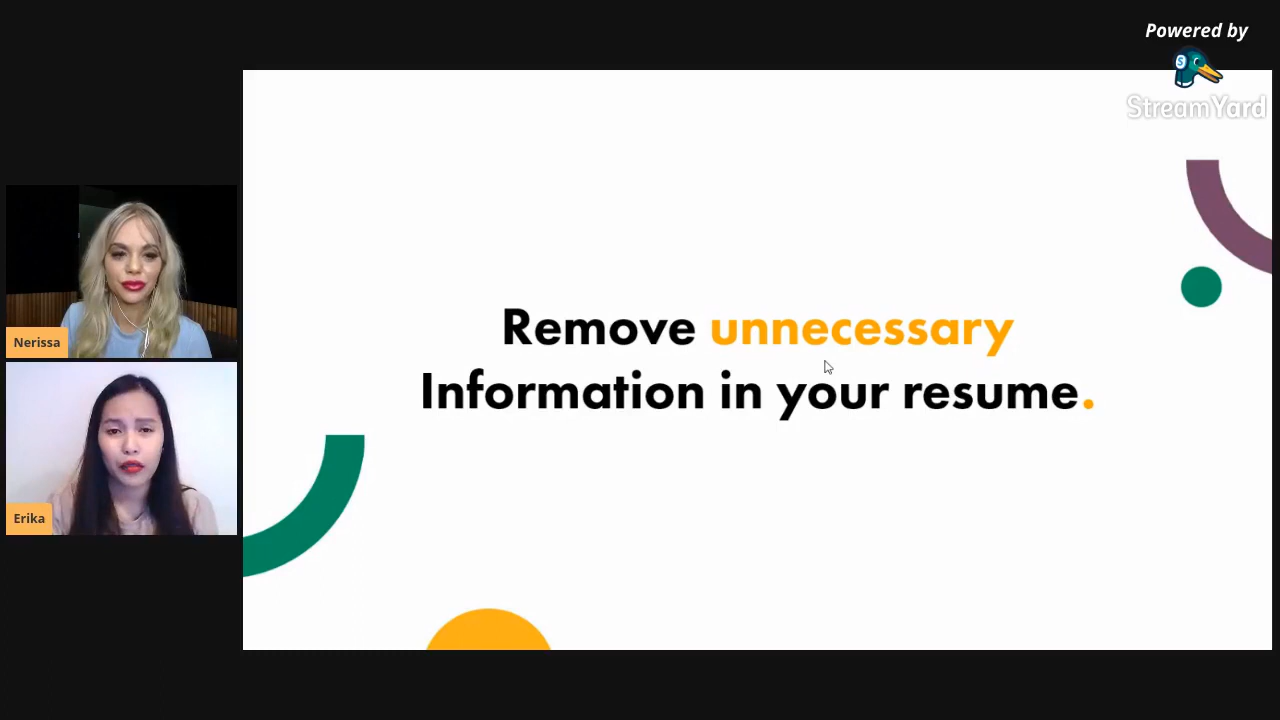 Powered by
S
StreamYard
Nerissa
Erika
Remove unnecessary
Information in your resume.